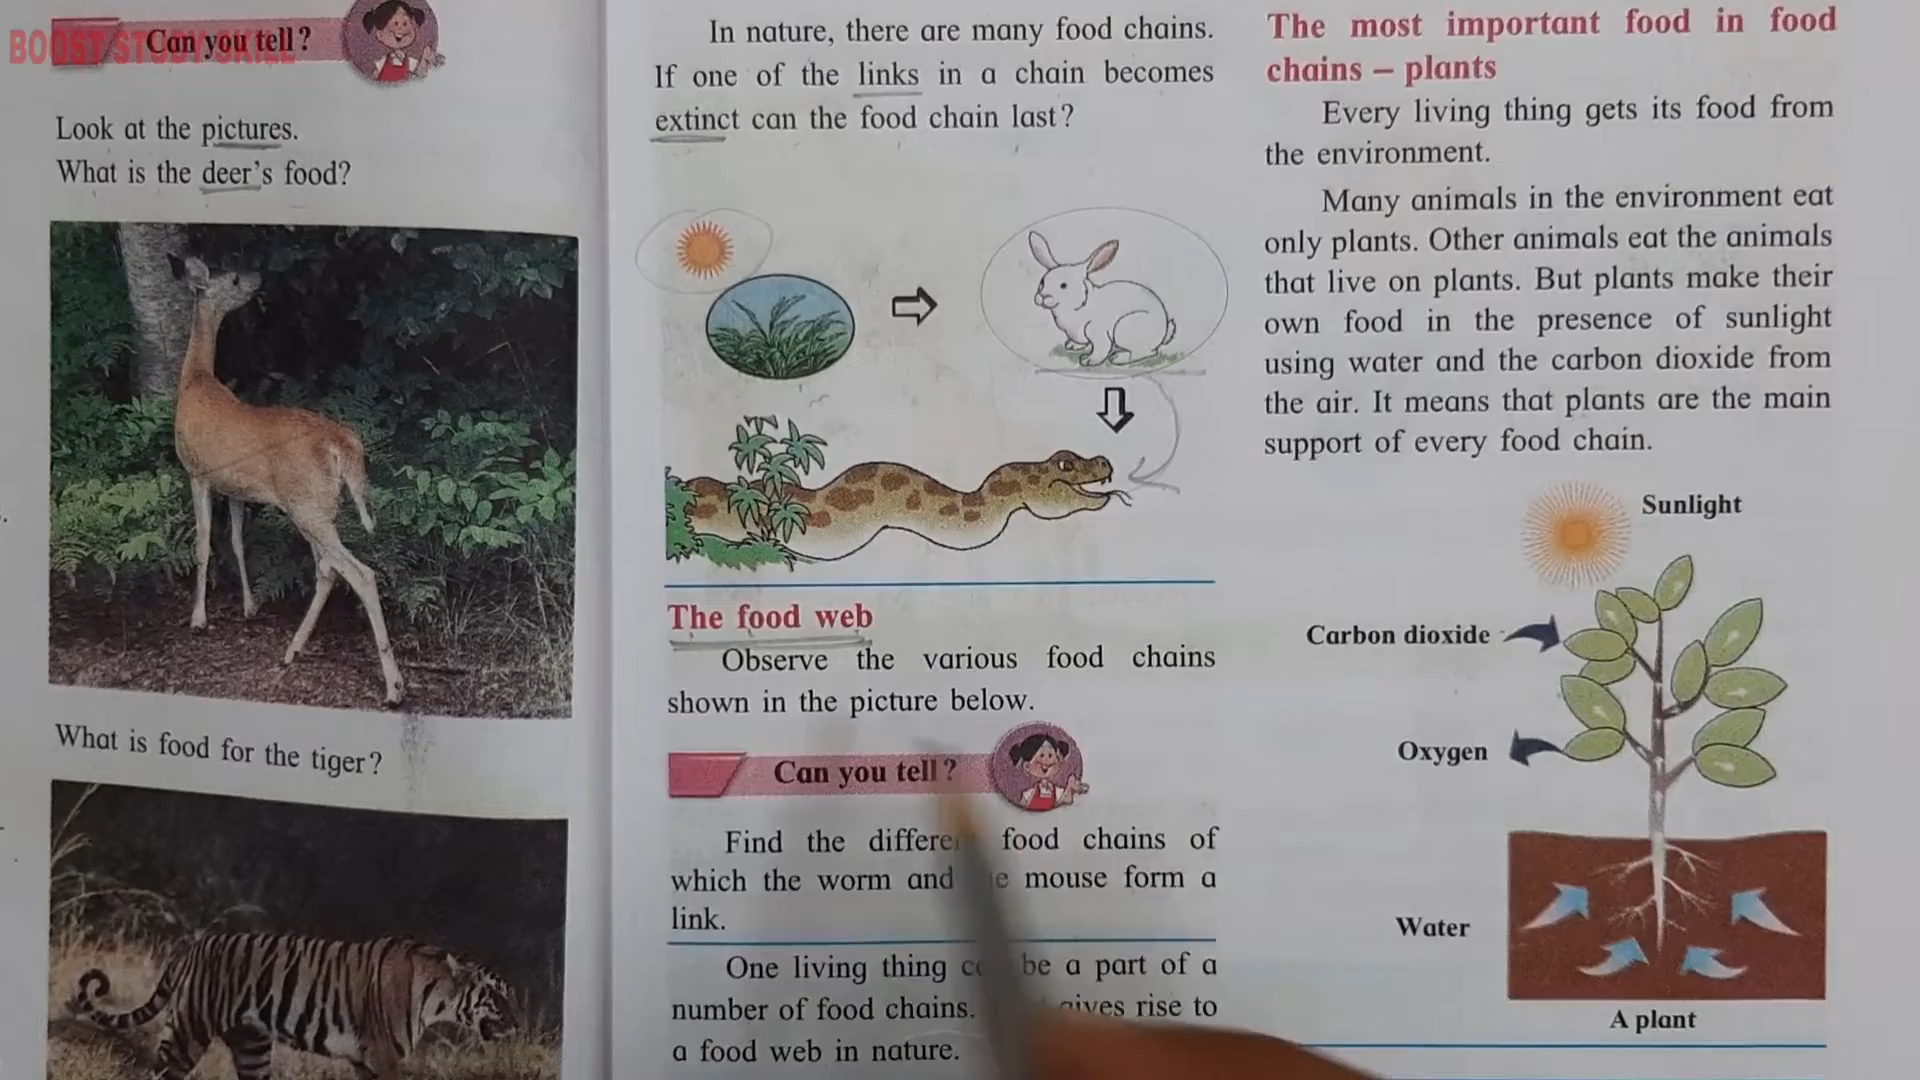 BOOST STUDY SKILL
Can you tell?
Look at the pictures.
What is the deer's food?
What is food for the tiger?
In nature, there are many food chains.
If one of the links in a chain becomes
extinct can the food chain last?
The food web
Observe the various food chains
shown in the picture below.
Can you tell?
Find the food chains of
which the worm and mouse form a
link.
One living thing be a part of a
number of food chains. gives rise to
a food web in nature.
The most important food in food
chains – plants
Every living thing gets its food from
the environment.
Many animals in the environment eat
only plants. Other animals eat the animals
that live on plants. But plants make their
own food in the presence of sunlight
using water and the carbon dioxide from
the air. It means that plants are the main
support of every food chain.
Sunlight
Carbon dioxide
Oxygen
Water
A plant